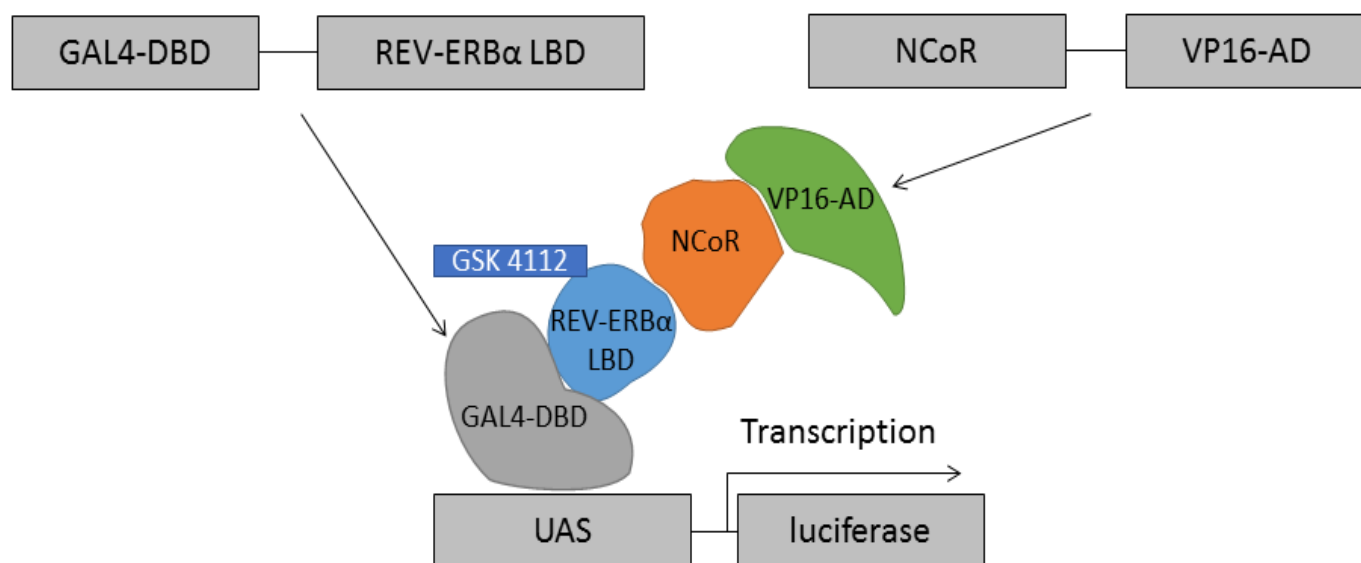 GAL4-DBD
REV-ERBα LBD
NCoR
VP16-AD
VP16-AD
NCoR
GSK 4112
REV-ERBα
LBD
GAL4-DBD
Transcription
UAS
luciferase